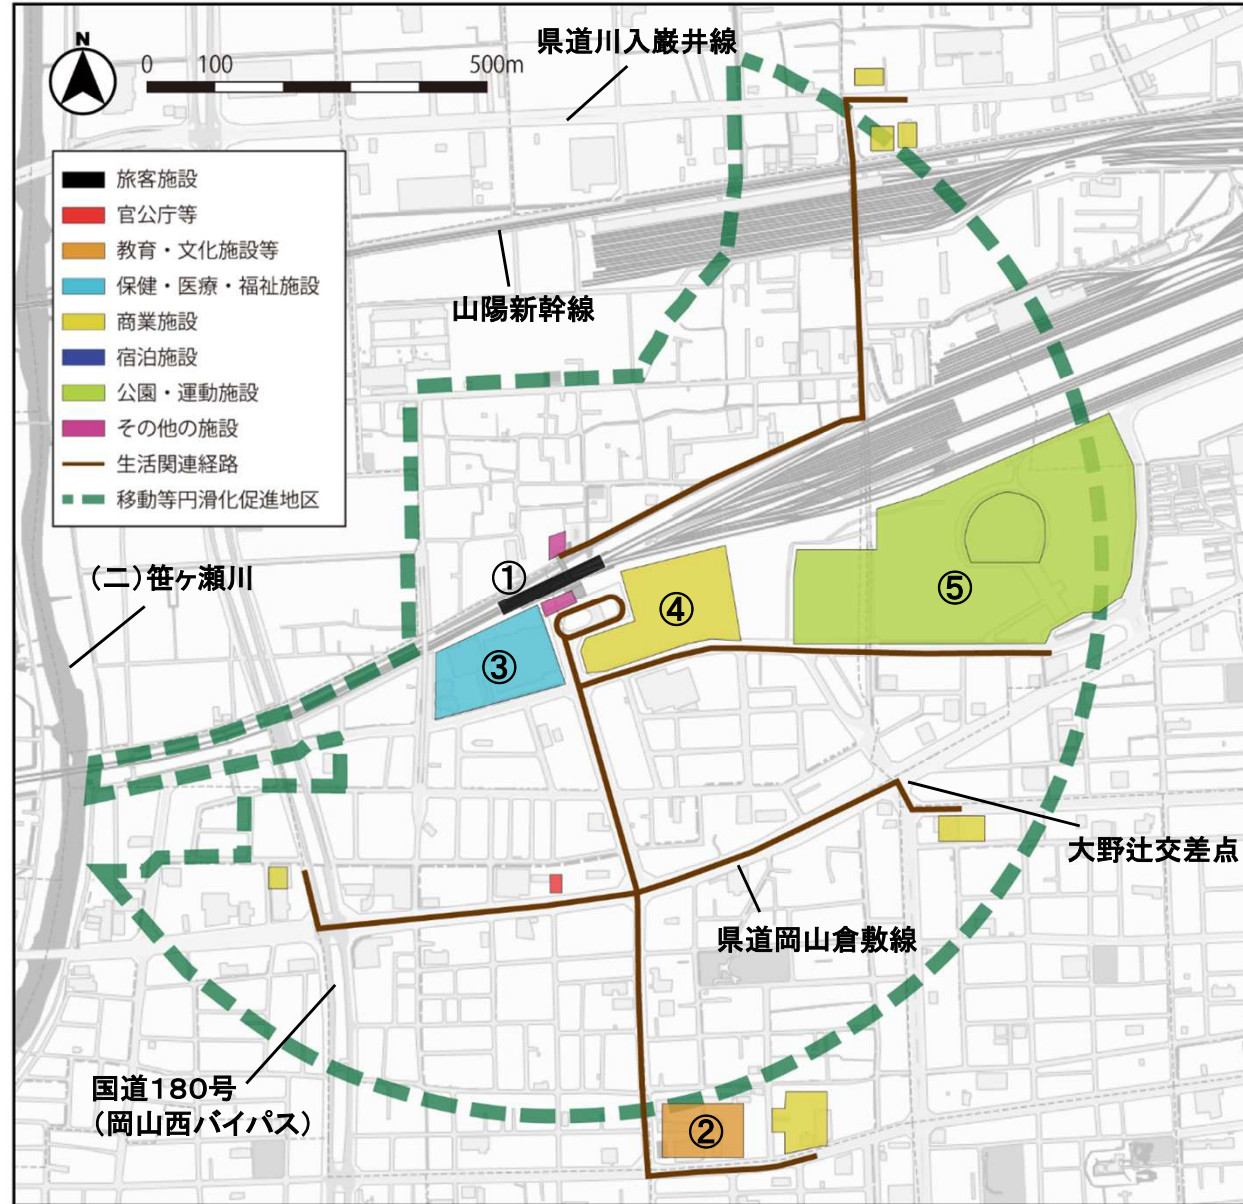 県道川入巌井線
N
0 100 500m
旅客施設
官公庁等
教育・文化施設等
保健・医療・福祉施設
商業施設
宿泊施設
公園・運動施設
その他の施設
生活関連経路
移動等円滑化促進地区
山陽新幹線
(二)笹ヶ瀬川
①
④
⑤
③
大野辻交差点
県道岡山倉敷線
国道180号
(岡山西バイパス)
②